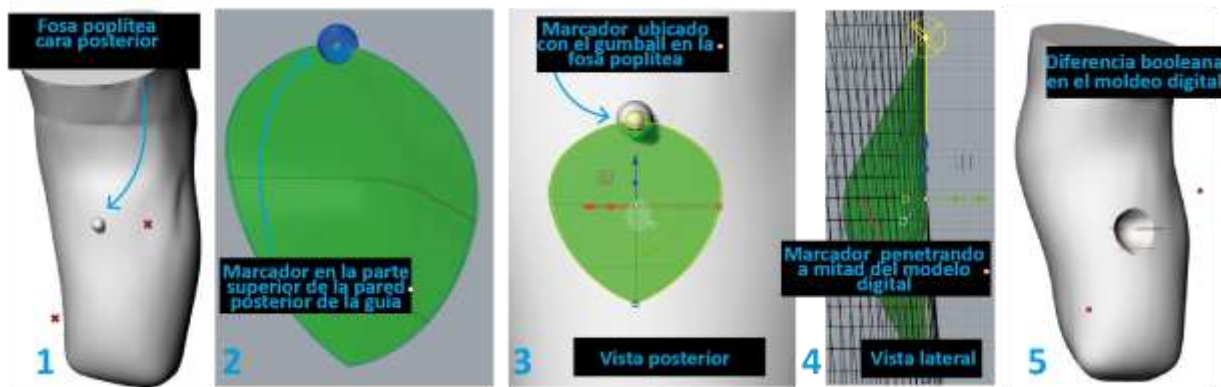 Fosa poplítea
cara posterior
1
Marcador en la parte
superior de la pared
posterior de la guía
2
Marcador ubicado
con el gumball en la
fosa poplítea
3
Vista posterior
Marcador penetrando
a mitad del modelo
digital
4
Vista lateral
Diferencia booleana
en el moldeo digital
5